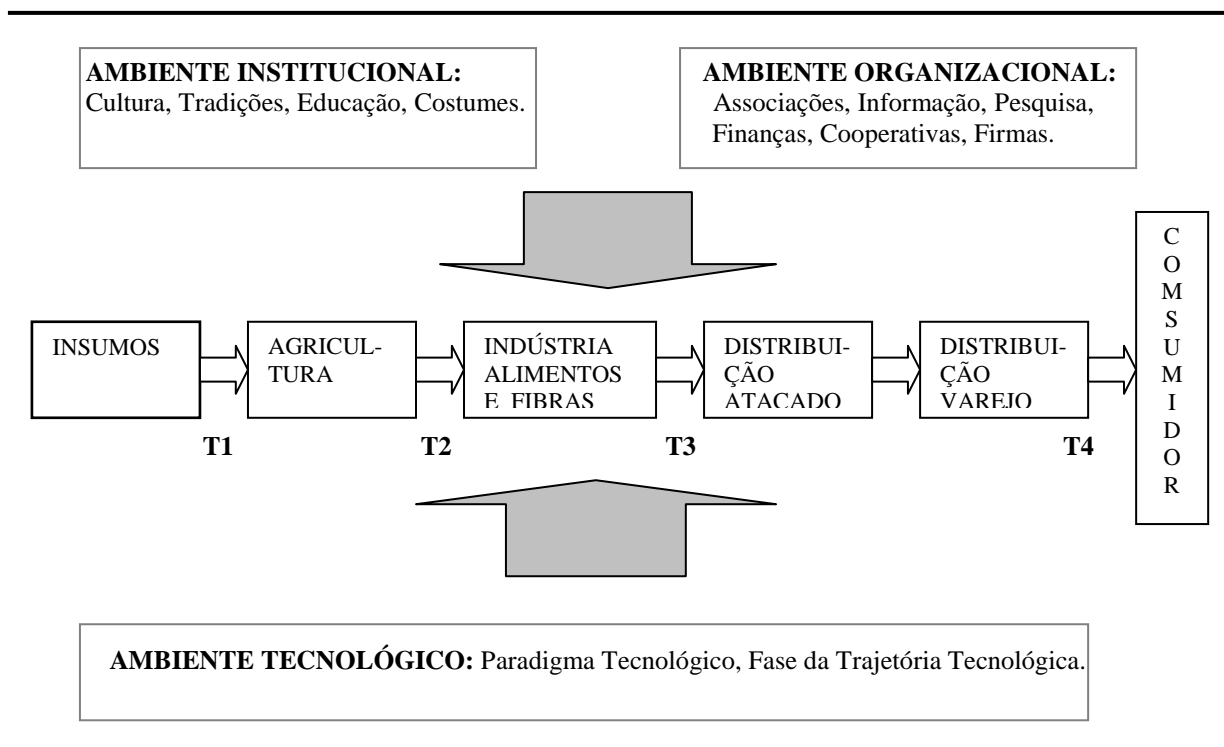 AMBIENTE INSTITUCIONAL:
Cultura, Tradições, Educação, Costumes.
AMBIENTE ORGANIZACIONAL:
Associações, Informação, Pesquisa,
Finanças, Cooperativas, Firmas.
INSUMOS
AGRICUL-
TURA
INDÚSTRIA
ALIMENTOS
E FIBRAS
DISTRIBUI-
ÇÃO
ATACADO
DISTRIBUI-
ÇÃO
VAREJO
C
O
M
S
U
M
I
D
O
R
T1
T2
T3
T4
AMBIENTE TECNOLÓGICO: Paradigma Tecnológico, Fase da Trajetória Tecnológica.